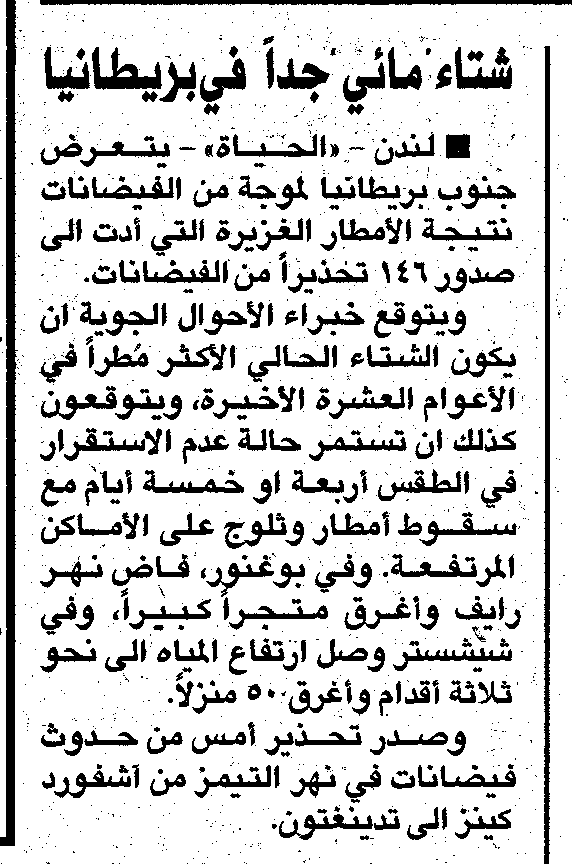 شتاء "مائي" جداً في بريطانيا
■ لندن – «الحياة» – يتعرض
جنوب بريطانيا لموجة من الفيضانات
نتيجة الأمطار الغزيرة التي أدت الى
صدور ١٤٦ تحذيراً من الفيضانات.
ويتوقع خبراء الأحوال الجوية ان
يكون الشتاء الحالي الأكثر مُطراً في
الأعوام العشرة الأخيرة، ويتوقعون
كذلك ان تستمر حالة عدم الاستقرار
في الطقس أربعة او خمسة أيام مع
سقوط أمطار وثلوج على الأماكن
المرتفعة. وفي بوغنور، فاض نهر
رايف وأغرق متجراً كبيراً، وفي
شيشستر وصل ارتفاع المياه الى نحو
ثلاثة أقدام وأغرق ٥٠ منزلاً.
وصدر تحذير أمس من حدوث
فيضانات في نهر التيمز من آشفورد
كينز الى تدينغتون.